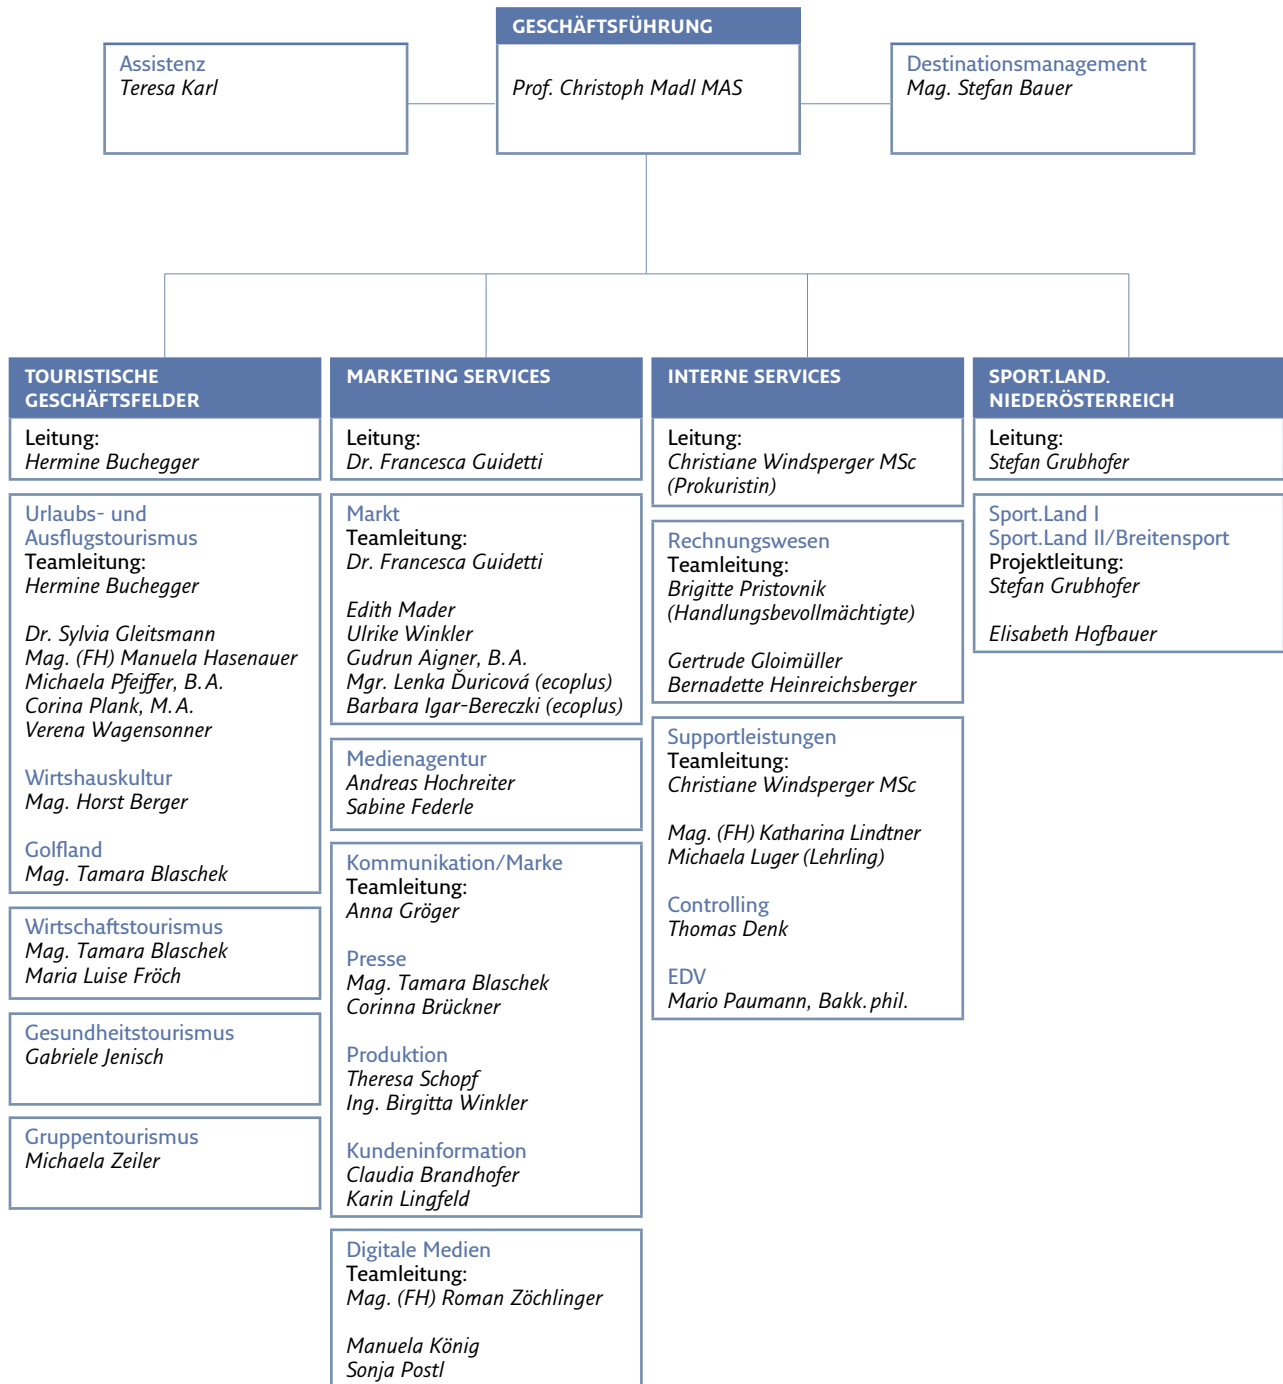 GESCHÄFTSFÜHRUNG
Prof. Christoph Madl MAS
Assistenz
Teresa Karl
Destinationsmanagement
Mag. Stefan Bauer
TOURISTISCHE
GESCHÄFTSFELDER
Leitung:
Hermine Buchegger
Urlaubs- und
Ausflugstourismus
Teamleitung:
Hermine Buchegger
Dr. Sylvia Gleitsmann
Mag. (FH) Manuela Hasenauer
Michaela Pfeiffer, B.A.
Corina Plank, M.A.
Verena Wagensonner
Wirtshauskultur
Mag. Horst Berger
Golfland
Mag. Tamara Blaschek
Wirtschaftstourismus
Mag. Tamara Blaschek
Maria Luise Fröch
Gesundheitstourismus
Gabriele Jenisch
Gruppentourismus
Michaela Zeiler
MARKETING SERVICES
Leitung:
Dr. Francesca Guidetti
Markt
Teamleitung:
Dr. Francesca Guidetti
Edith Mader
Ulrike Winkler
Gudrun Aigner, B.A.
Mgr. Lenka Ďuricová (ecoplus)
Barbara Igar-Bereczki (ecoplus)
Medienagentur
Andreas Hochreiter
Sabine Federle
Kommunikation/Marke
Teamleitung:
Anna Gröger
Presse
Mag. Tamara Blaschek
Corinna Brückner
Produktion
Theresa Schopf
Ing. Birgitta Winkler
Kundeninformation
Claudia Brandhofer
Karin Lingfeld
Digitale Medien
Teamleitung:
Mag. (FH) Roman Zöchlinger
Manuela König
Sonja Postl
INTERNE SERVICES
Leitung:
Christiane Windsperger MSc
(Prokuristin)
Rechnungswesen
Teamleitung:
Brigitte Pristovnik
(Handlungsbevollmächtigte)
Gertrude Gloimüller
Bernadette Heinreichsberger
Supportleistungen
Teamleitung:
Christiane Windsperger MSc
Mag. (FH) Katharina Lindtner
Michaela Luger (Lehrling)
Controlling
Thomas Denk
EDV
Mario Paumann, Bakk. phil.
SPORT.LAND.
NIEDERÖSTERREICH
Leitung:
Stefan Grubhofer
Sport.Land I
Sport.Land II/Breitensport
Projektleitung:
Stefan Grubhofer
Elisabeth Hofbauer